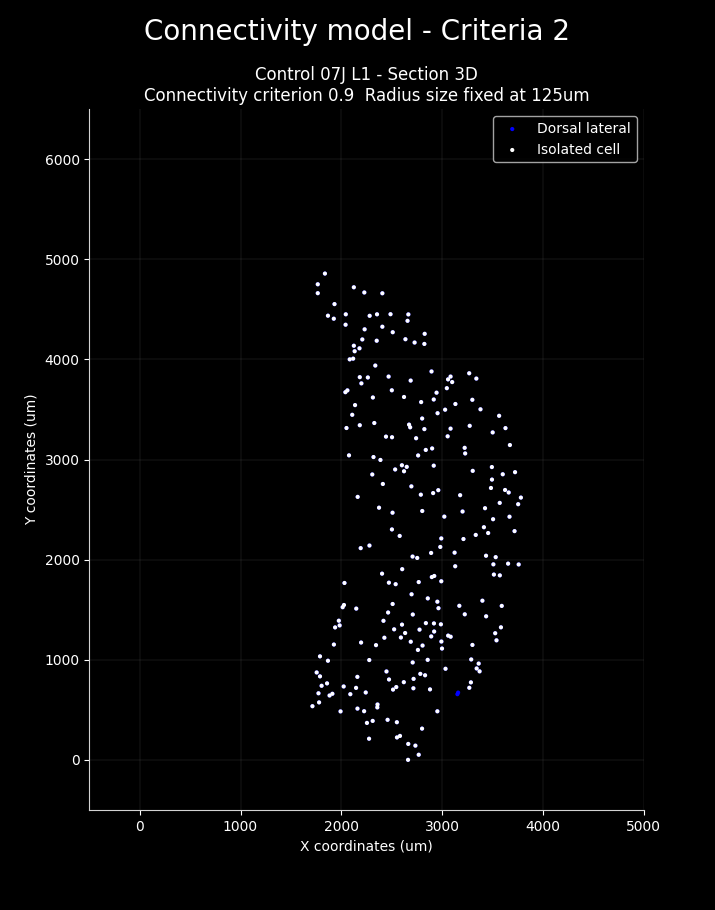 Connectivity model - Criteria 2
Control 07J L1 - Section 3D
Connectivity criterion 0.9  Radius size fixed at 125um
Dorsal lateral
Isolated cell
6000
5000
4000
3000
2000
1000
0
Y coordinates (um)
0 1000 2000 3000 4000 5000
X coordinates (um)